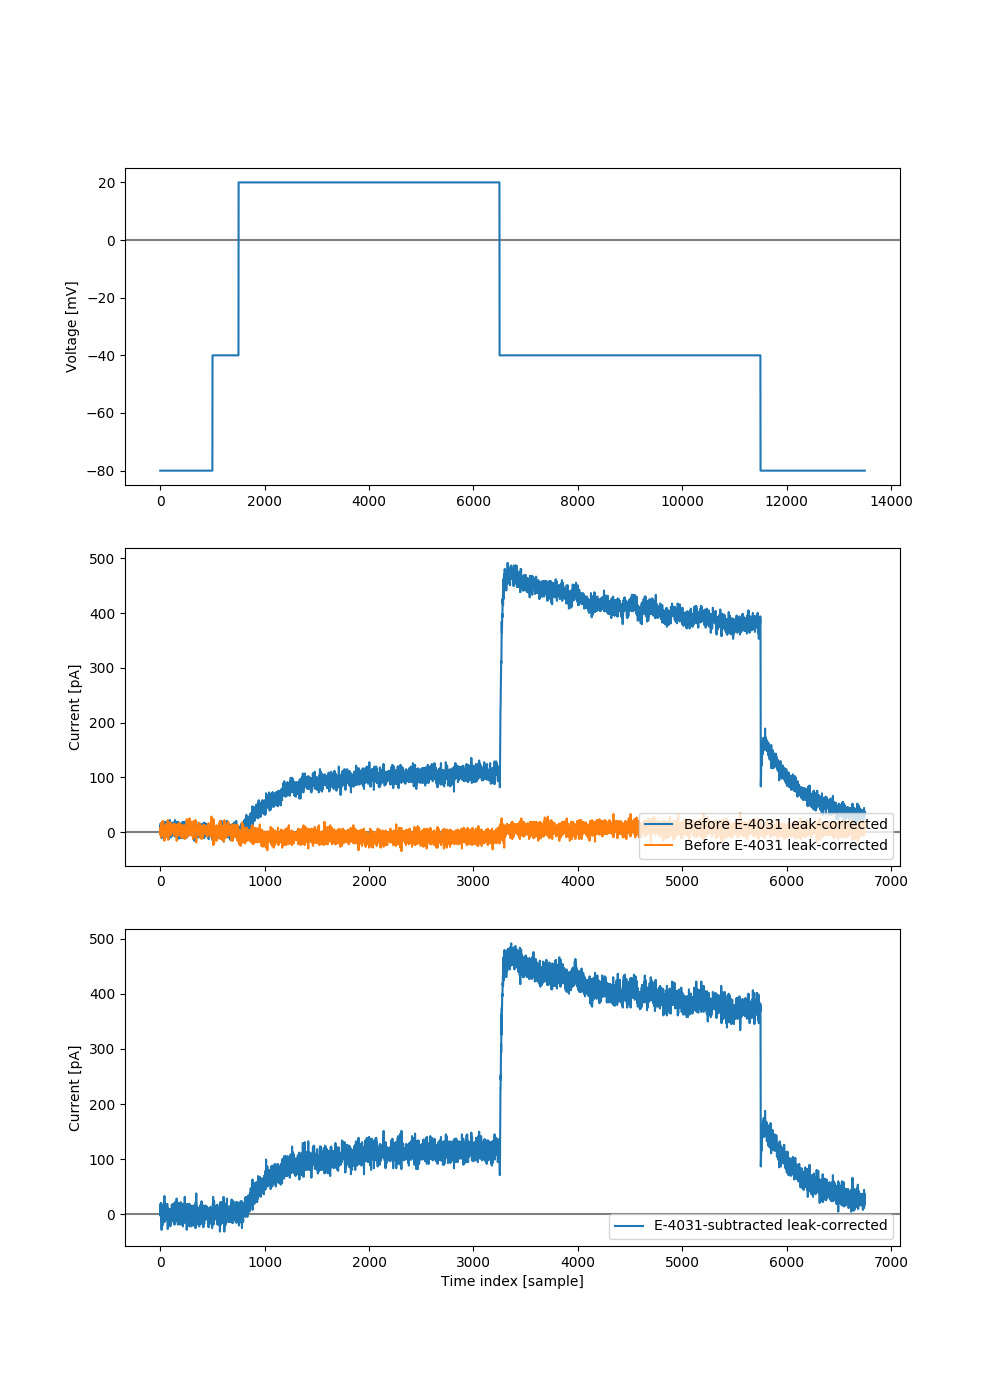 20
0
−20
−40
−60
−80
Voltage [mV]
0 2000 4000 6000 8000 10000 12000 14000
500
400
300
200
100
0
Current [pA]
Before E-4031 leak-corrected
Before E-4031 leak-corrected
0 1000 2000 3000 4000 5000 6000 7000
500
400
300
200
100
0
Current [pA]
E-4031-subtracted leak-corrected
0 1000 2000 3000 4000 5000 6000 7000
Time index [sample]